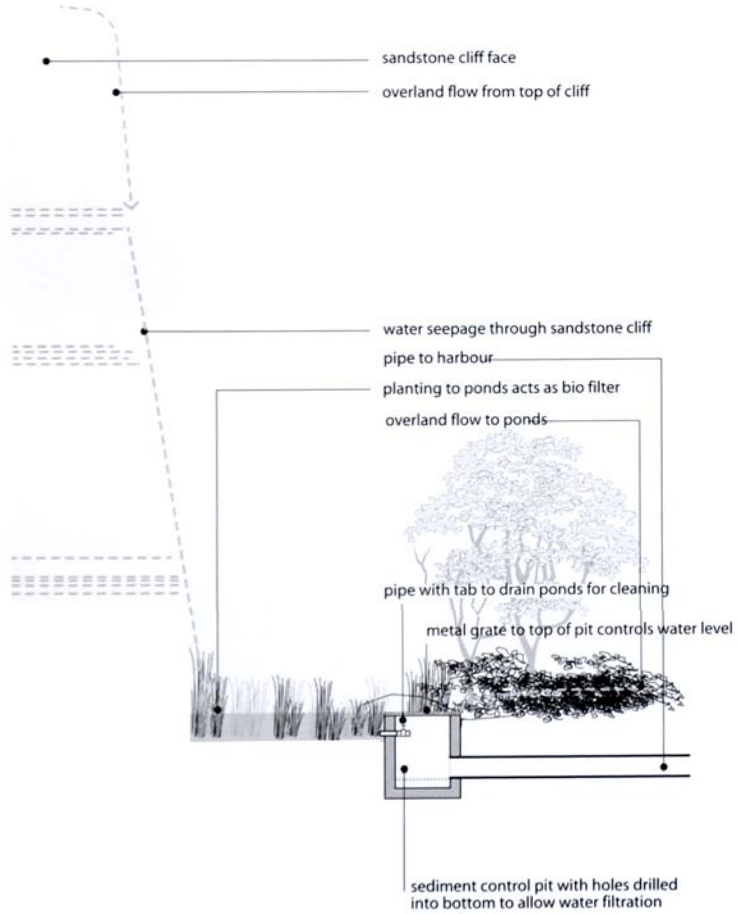 sandstone cliff face
overland flow from top of cliff
water seepage through sandstone cliff
pipe to harbour
planting to ponds acts as bio filter
overland flow to ponds
pipe with tab to drain ponds for cleaning
metal grate to top of pit controls water level
sediment control pit with holes drilled
into bottom to allow water filtration